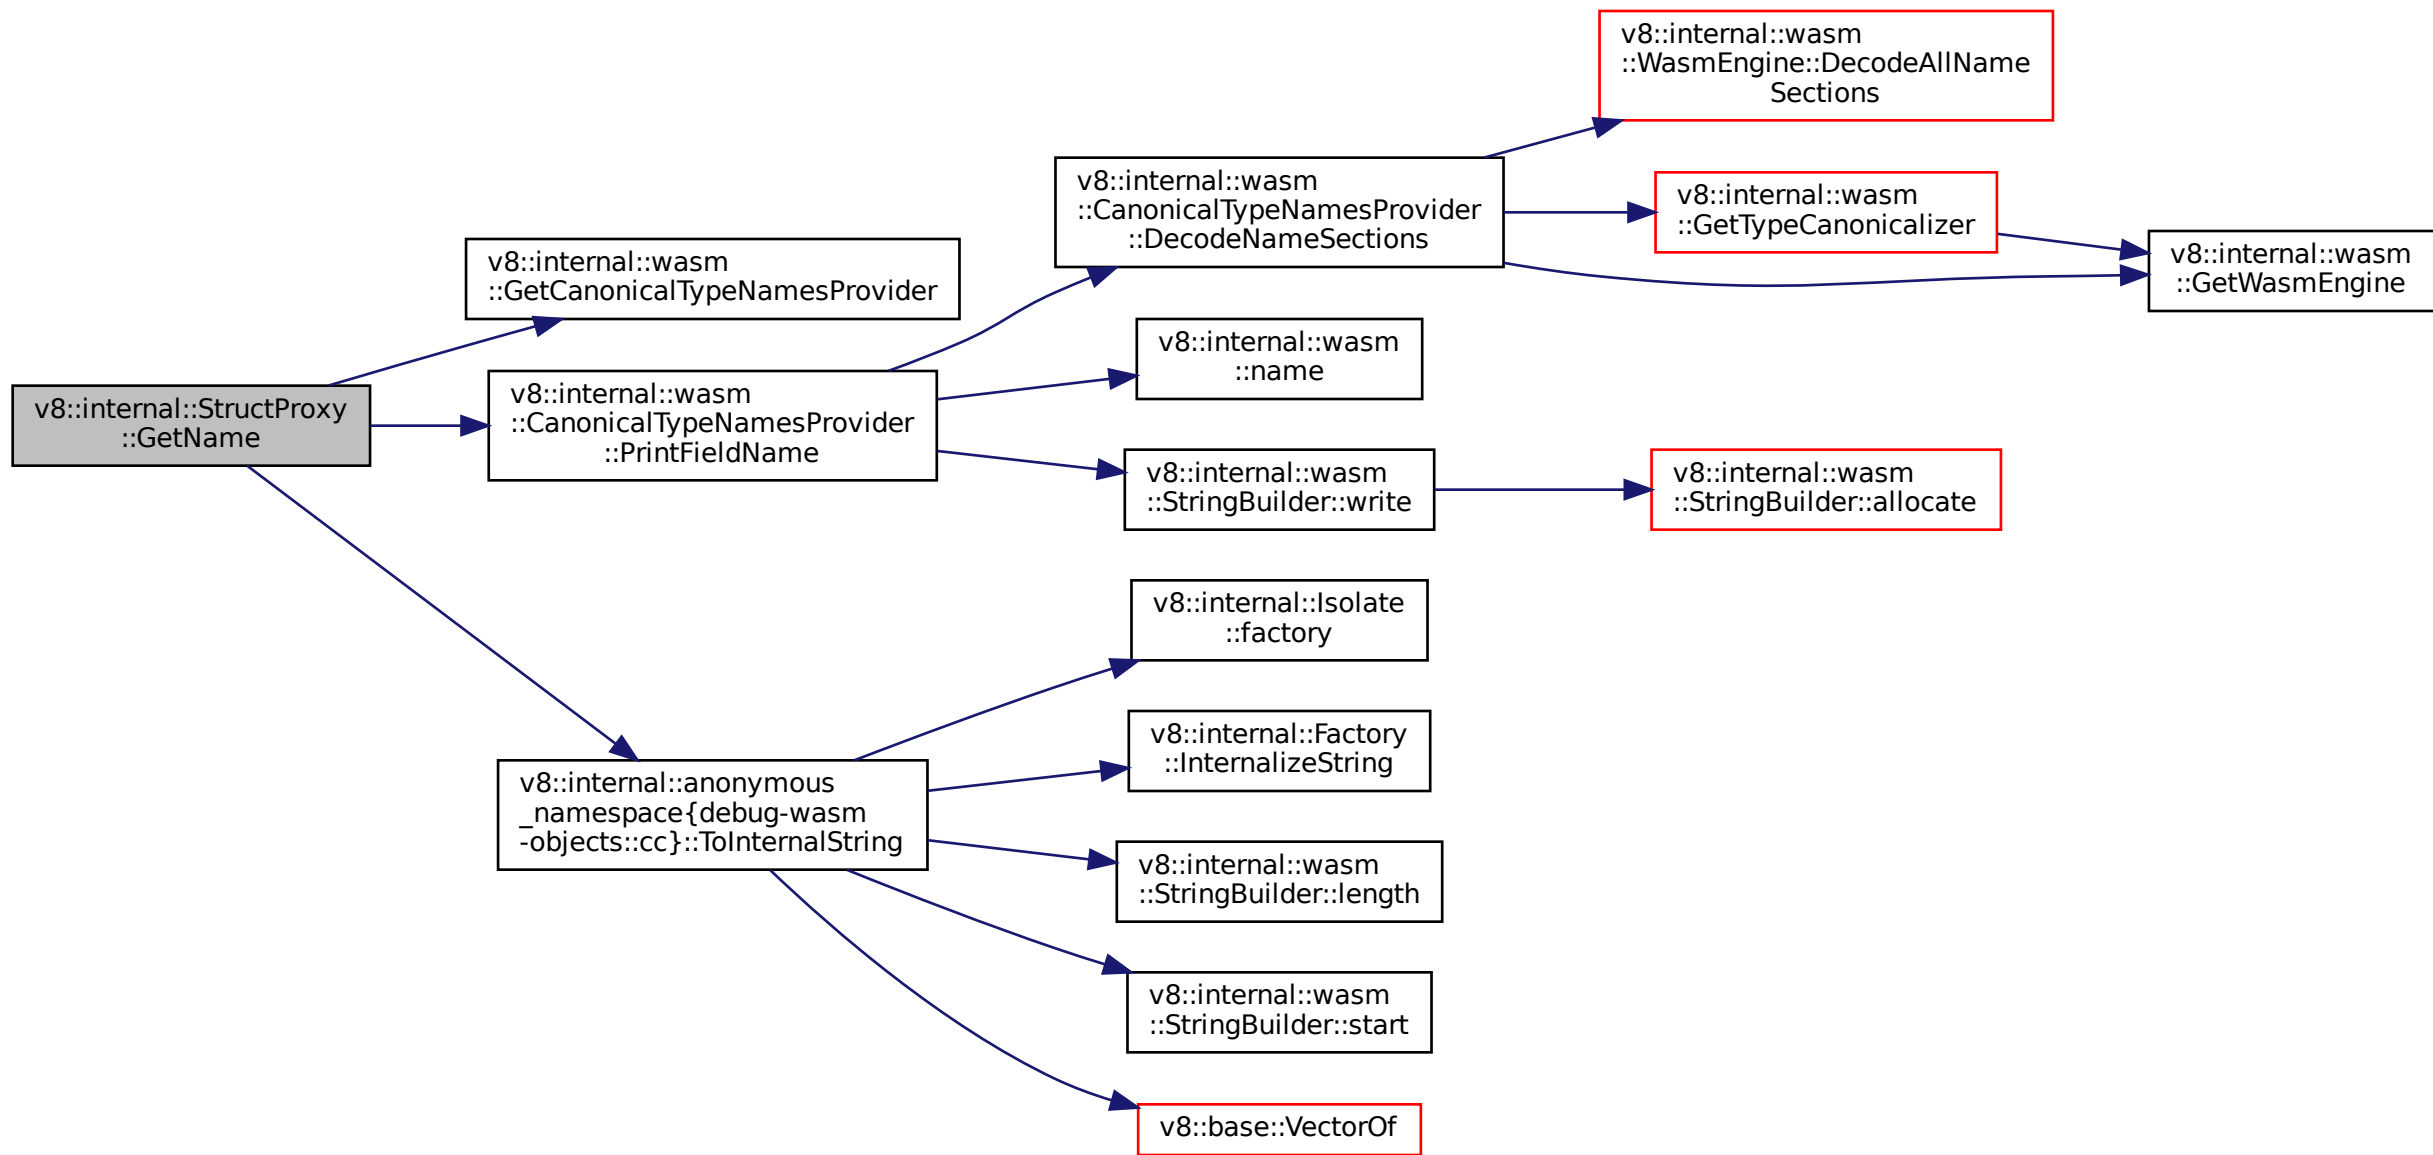 v8::internal::StructProxy
::GetName
v8::internal::wasm
::GetCanonicalTypeNamesProvider
v8::internal::wasm
::CanonicalTypeNamesProvider
::PrintFieldName
v8::internal::anonymous
_namespace{debug-wasm
-objects::cc}::ToInternalString
v8::internal::wasm
::CanonicalTypeNamesProvider
::DecodeNameSections
v8::internal::wasm
::name
v8::internal::wasm
::StringBuilder::write
v8::internal::Isolate
::factory
v8::internal::Factory
::InternalizeString
v8::internal::wasm
::StringBuilder::length
v8::internal::wasm
::StringBuilder::start
v8::base::VectorOf
v8::internal::wasm
::WasmEngine::DecodeAllName
Sections
v8::internal::wasm
::GetTypeCanonicalizer
v8::internal::wasm
::StringBuilder::allocate
v8::internal::wasm
::GetWasmEngine